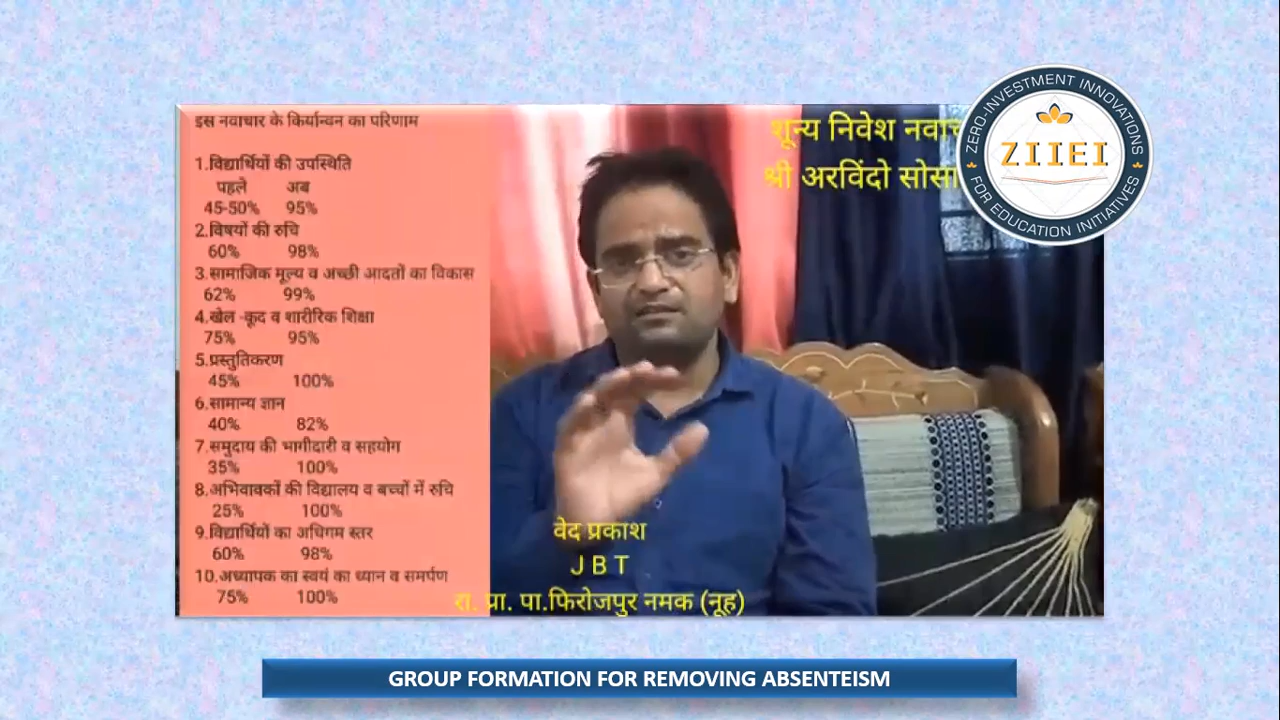 इस नवाचार के किर्यान्वन का परिणाम
1.विद्यार्थियों की उपस्थिति
पहले अब
45-50% 95%
2.विषयों की रुचि
60% 98%
3.सामाजिक मूल्य व अच्छी आदतों का विकास
62% 99%
4.खेल -कूद व शारीरिक शिक्षा
75% 95%
5.प्रस्तुतिकरण
45% 100%
6.सामान्य ज्ञान
40% 82%
7.समुदाय की भागीदारी व सहयोग
35% 100%
8.अभिवावकों की विद्यालय व बच्चों में रुचि
25% 100%
9.विद्यार्थियों का अधिगम स्तर
60% 98%
10.अध्यापक का स्वयं का ध्यान व समर्पण
75% 100%
शून्य निवेश
श्री अरविंदो
ZERO-INVESTMENT INNOVATIONS
ZIIEI
FOR EDUCATION INITIATIVES
वेद प्रकाश
J B T
रा. प्रा. पा.फिरोजपुर नमक (नूह)
GROUP FORMATION FOR REMOVING ABSENTEISM